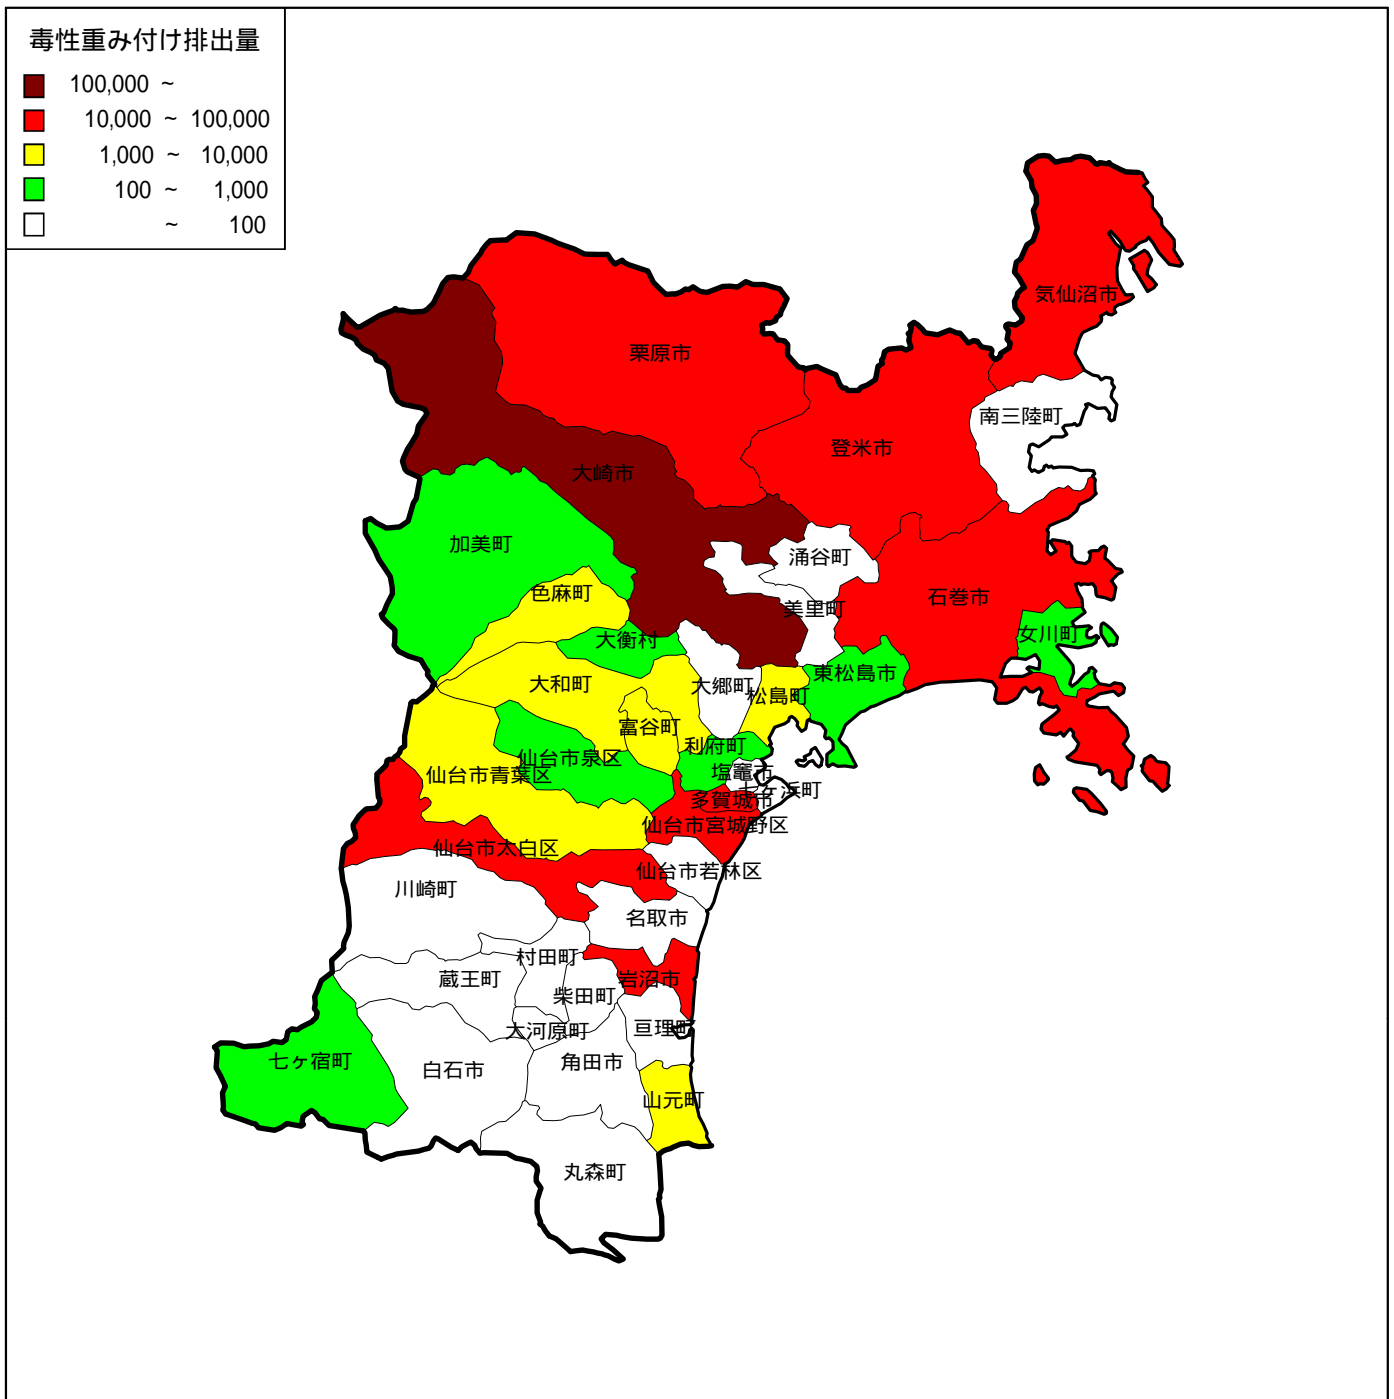 毒性重み付け排出量
100,000 ~
10,000 ~ 100,000
1,000 ~ 10,000
100 ~ 1,000
~ 100
気仙沼市
栗原市
南三陸町
登米市
大崎市
加美町
涌谷町
色麻町
石巻市
美里町
女川町
大衡村
東松島市
大和町
大郷町
松島町
富谷町
利府町
仙台市泉区
仙台市青葉区
塩竈市
七ヶ浜町
多賀城市
仙台市宮城野区
仙台市太白区
仙台市若林区
川崎町
名取市
村田町
蔵王町
岩沼市
柴田町
大河原町
亘理町
七ヶ宿町
白石市
角田市
山元町
丸森町